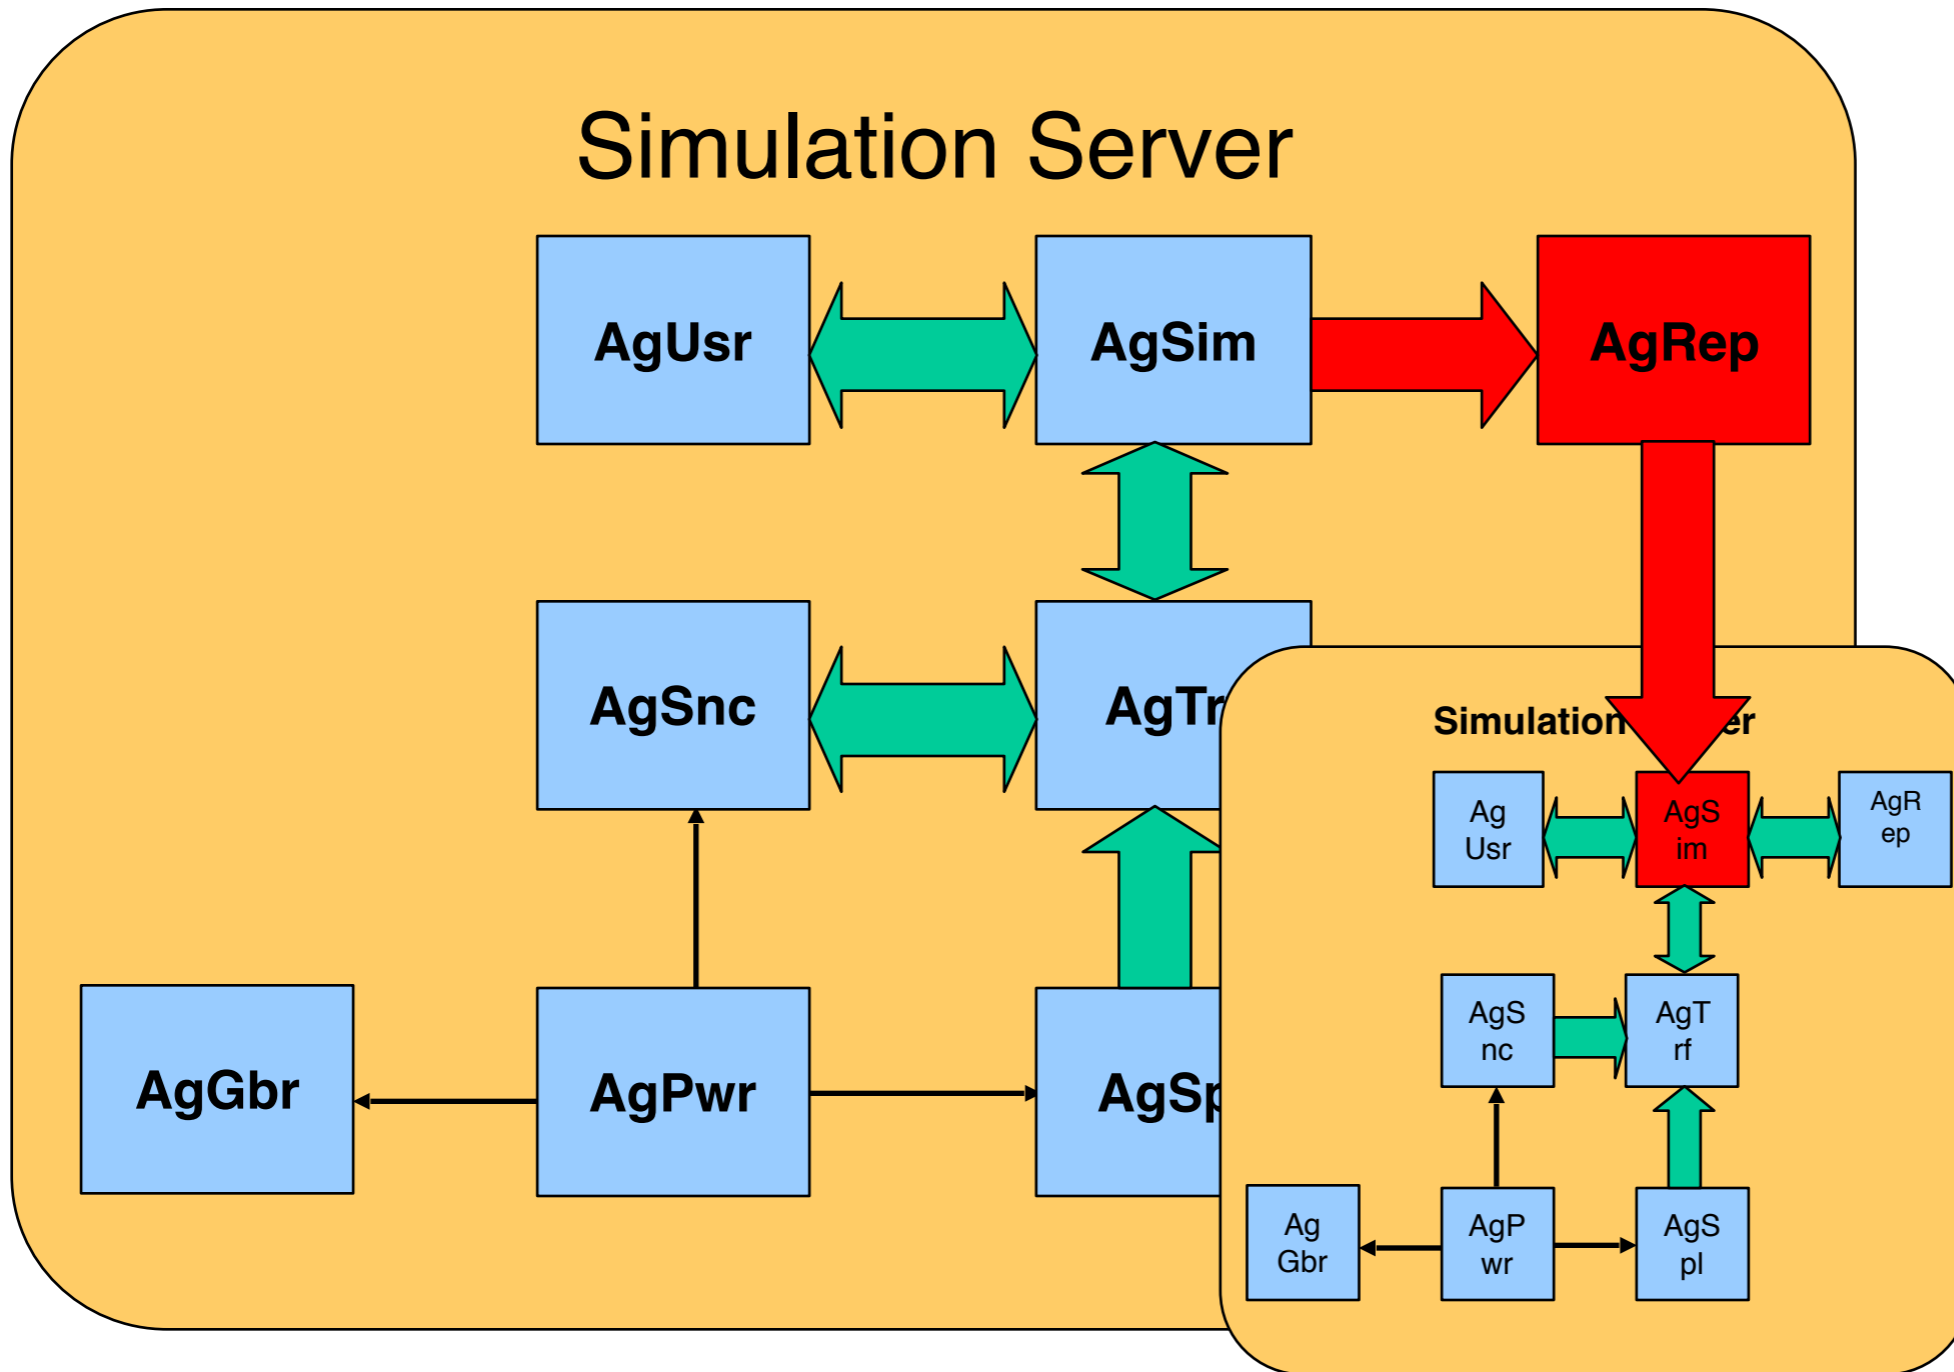 Simulation Server
AgUsr
AgSim
AgRep
AgSnc
AgTr
AgGbr
AgPwr
AgSp
Simulation
er
Ag
Usr
AgS
im
AgR
ep
AgS
nc
AgT
rf
Ag
Gbr
AgP
wr
AgS
pl